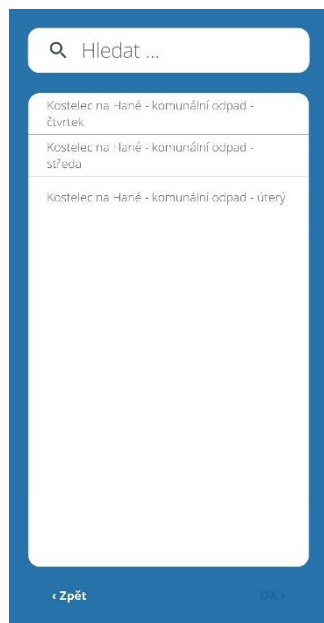 Hledat ...
Kostelec na Hané - komunální odpad -
čtvrtek
Kostelec na Hané - komunální odpad -
středa
Kostelec na Hané - komunální odpad - úterý
‹ Zpět
OK ›